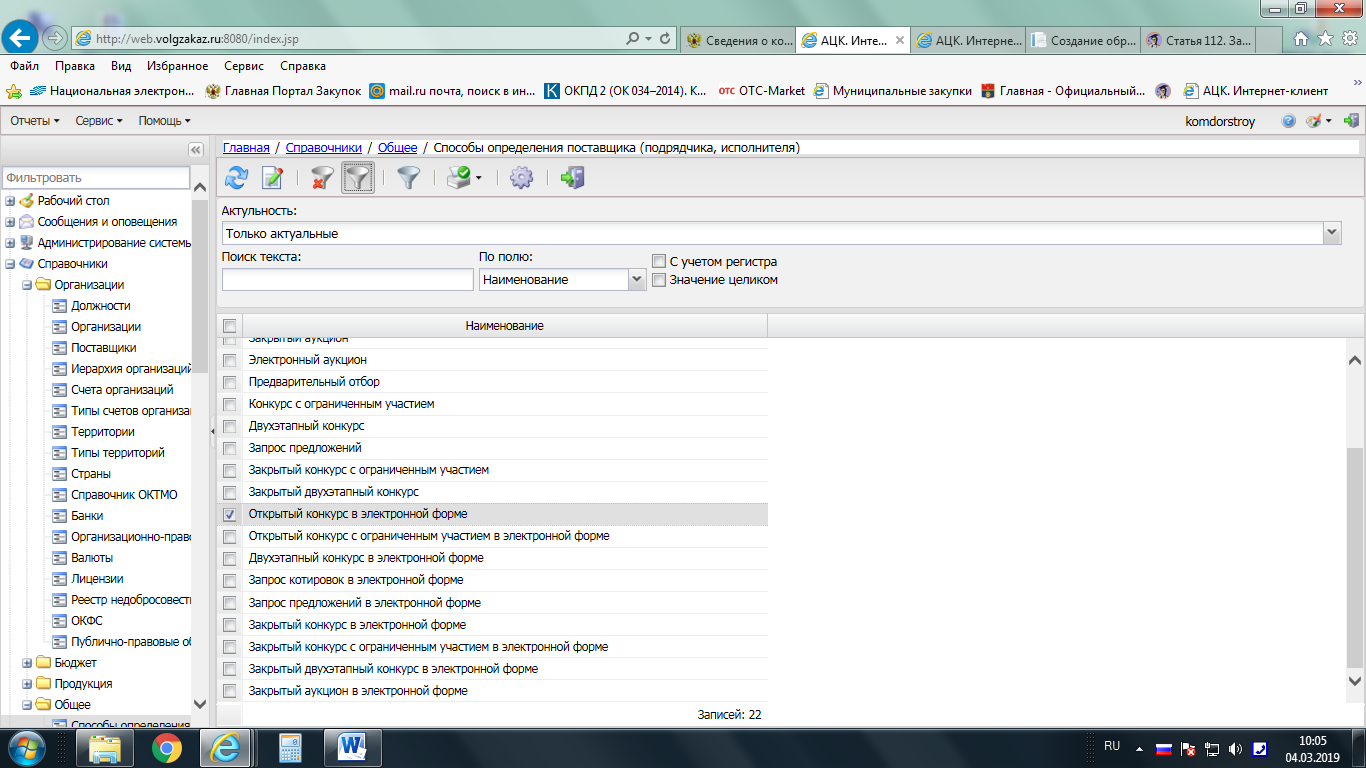 http://web.volgzakaz.ru:8080/index.jsp
Сведения о ко...
АЦК. Инте...
АЦК. Интерне...
Создание обр...
Статья 112. За...
Файл Правка Вид Избранное Сервис Справка
Национальная электрон...
Главная Портал Закупок
mail.ru почта, поиск в ин...
ОКПД 2 (ОК 034–2014). К...
ОТС OTC-Market
Муниципальные закупки
Главная - Официальный...
АЦК. Интернет-клиент
Отчеты Сервис Помощь
komdorstroy
Фильтровать
Рабочий стол
Сообщения и оповещения
Администрирование системы
Справочники
Организации
Должности
Организации
Поставщики
Иерархия организаций
Счета организаций
Типы счетов организа
Территории
Типы территорий
Страны
Справочник ОКТМО
Банки
Организационно-право
Валюты
Лицензии
Реестр недобросовест
ОКФС
Публично-правовые об
Бюджет
Продукция
Общее
Способы определения
Главная / Справочники / Общее / Способы определения поставщика (подрядчика, исполнителя)
Актульность:
Только актуальные
Поиск текста: По полю:
Наименование
С учетом регистра
Значение целиком
Наименование
Закрытый аукцион
Электронный аукцион
Предварительный отбор
Конкурс с ограниченным участием
Двухэтапный конкурс
Запрос предложений
Закрытый конкурс с ограниченным участием
Закрытый двухэтапный конкурс
Открытый конкурс в электронной форме
Открытый конкурс с ограниченным участием в электронной форме
Двухэтапный конкурс в электронной форме
Запрос котировок в электронной форме
Запрос предложений в электронной форме
Закрытый конкурс в электронной форме
Закрытый конкурс с ограниченным участием в электронной форме
Закрытый двухэтапный конкурс в электронной форме
Закрытый аукцион в электронной форме
Записей: 22
RU
10:05
04.03.2019